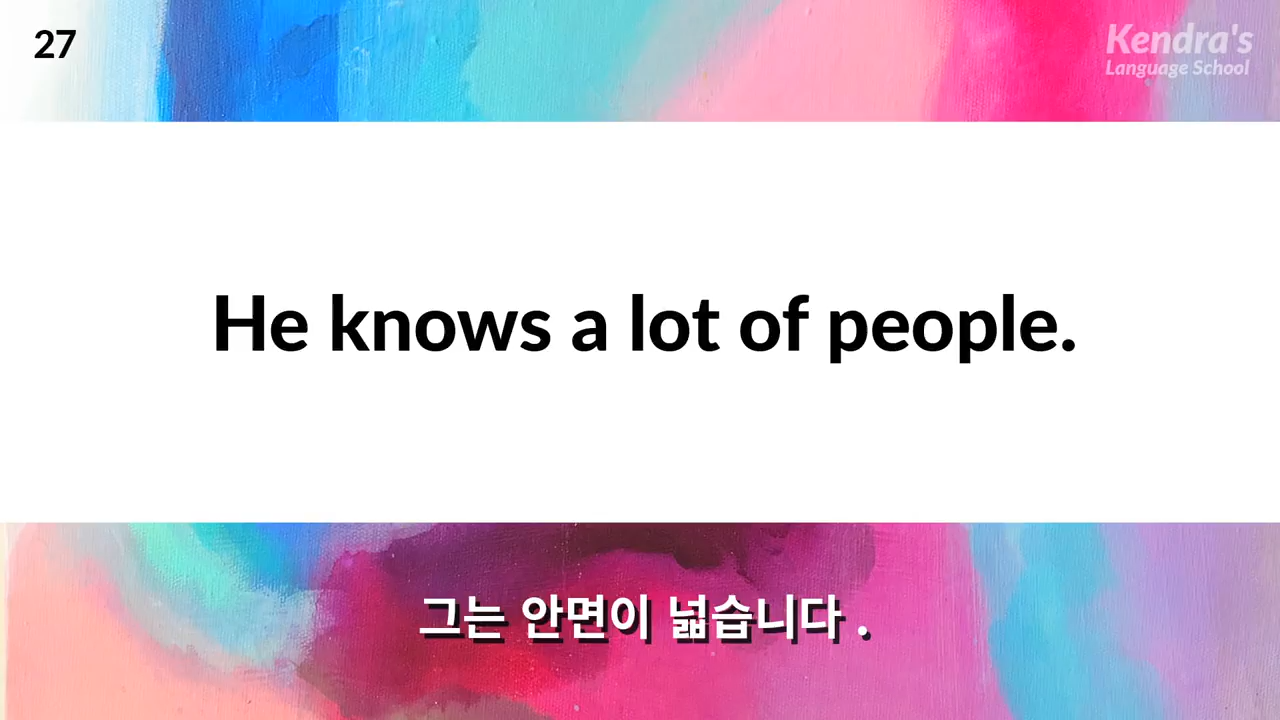 27
Kendra's
Language School
He knows a lot of people.
그는 안면이 넓습니다 .